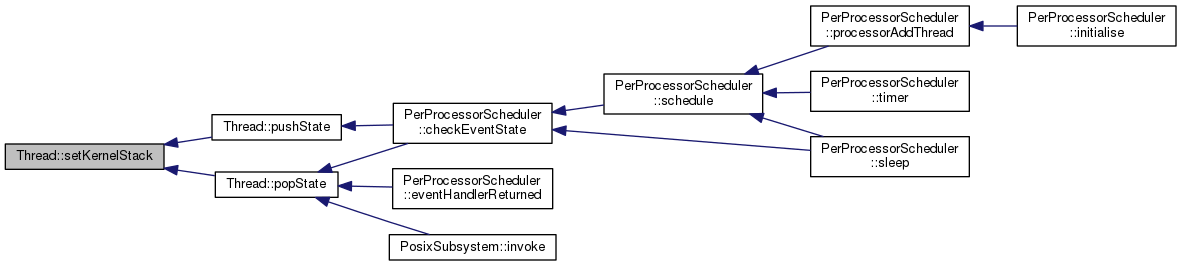 Thread::setKernelStack
Thread::pushState
Thread::popState
PerProcessorScheduler
::checkEventState
PerProcessorScheduler
::eventHandlerReturned
PosixSubsystem::invoke
PerProcessorScheduler
::schedule
PerProcessorScheduler
::processorAddThread
PerProcessorScheduler
::timer
PerProcessorScheduler
::sleep
PerProcessorScheduler
::initialise